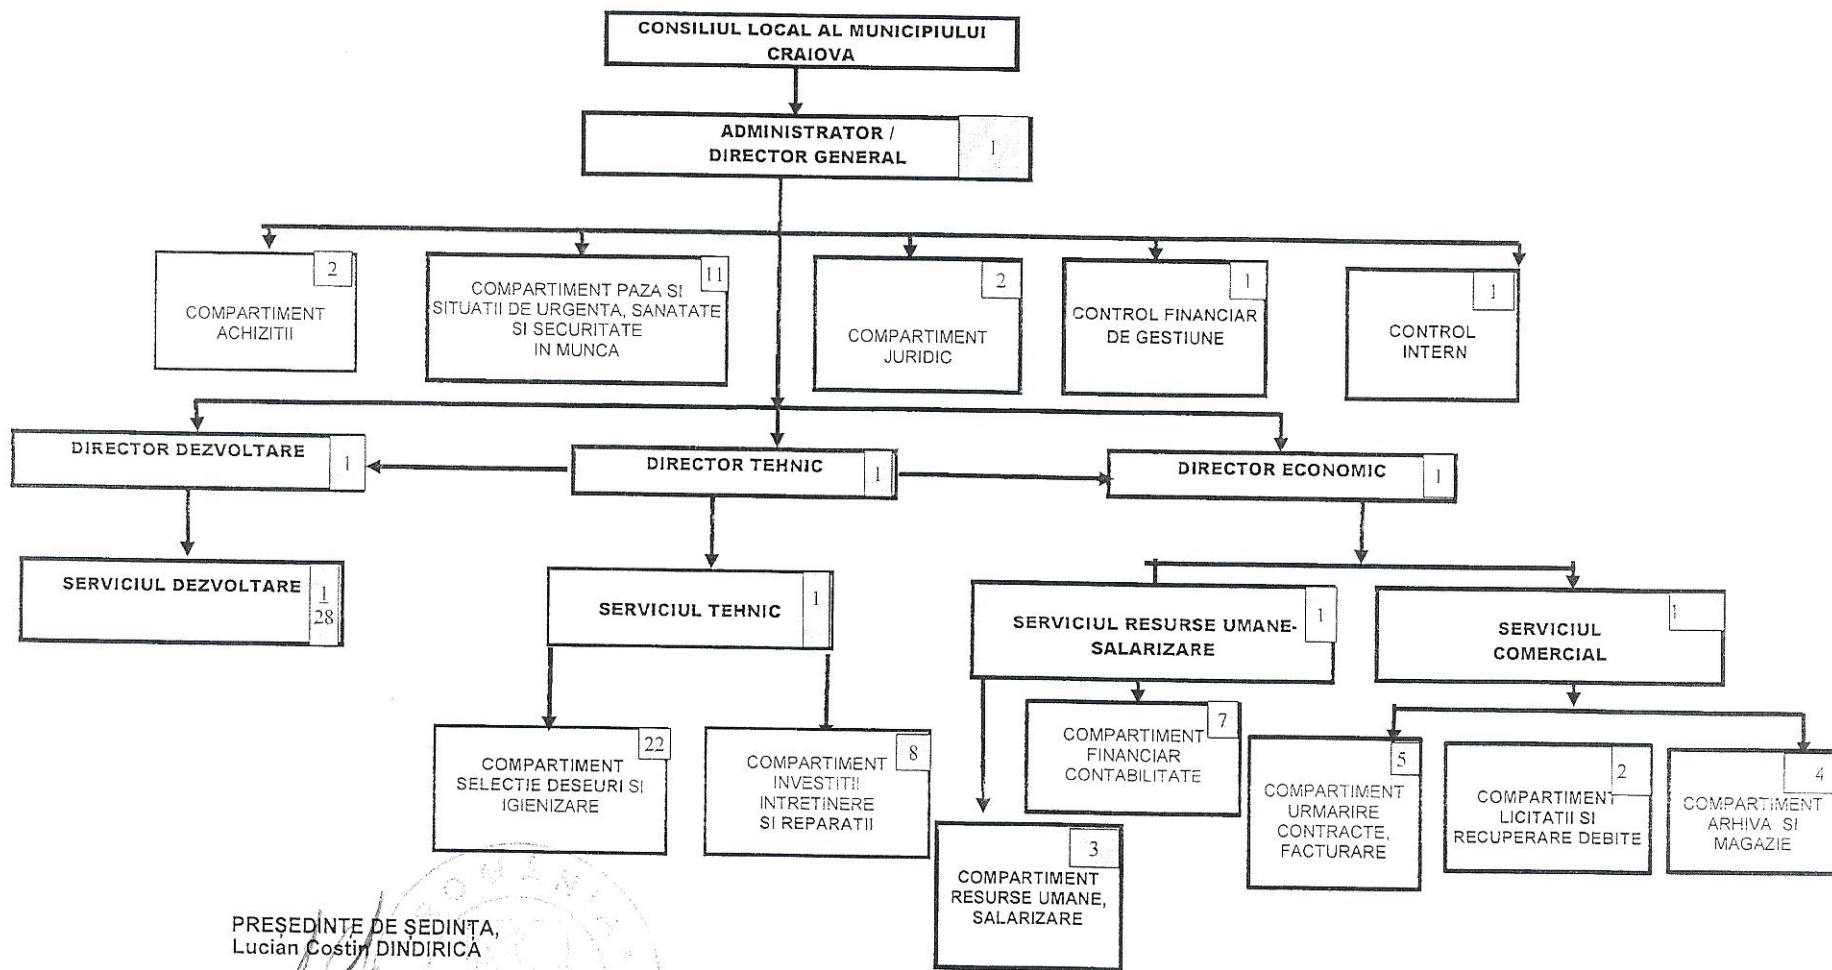 CONSILIUL LOCAL AL MUNICIPIULUI
CRAIOVA
ADMINISTRATOR /
DIRECTOR GENERAL
1
2
COMPARTIMENT
ACHIZITII
11
COMPARTIMENT PAZA SI
SITUATII DE URGENTA, SANATATE
SI SECURITATE
IN MUNCA
2
COMPARTIMENT
JURIDIC
1
CONTROL FINANCIAR
DE GESTIUNE
1
CONTROL
INTERN
DIRECTOR DEZVOLTARE
1
DIRECTOR TEHNIC
1
DIRECTOR ECONOMIC
1
SERVICIUL DEZVOLTARE
1
28
SERVICIUL TEHNIC
1
SERVICIUL RESURSE UMANE-
SALARIZARE
1
SERVICIUL
COMERCIAL
1
22
COMPARTIMENT
SELECTIE DESEURI SI
IGIENIZARE
8
COMPARTIMENT
INVESTITII
INTRETINERE
SI REPARATII
3
COMPARTIMENT
RESURSE UMANE,
SALARIZARE
7
COMPARTIMENT
FINANCIAR
CONTABILITATE
5
COMPARTIMENT
URMARIRE
CONTRACTE,
FACTURARE
2
COMPARTIMENT
LICITATII SI
RECUPERARE DEBITE
4
COMPARTIMENT
ARHIVA SI
MAGAZIE
ROMÂNIA
PREŞEDINTE DE ŞEDINŢA,
Lucian Costin DINDIRICĂ